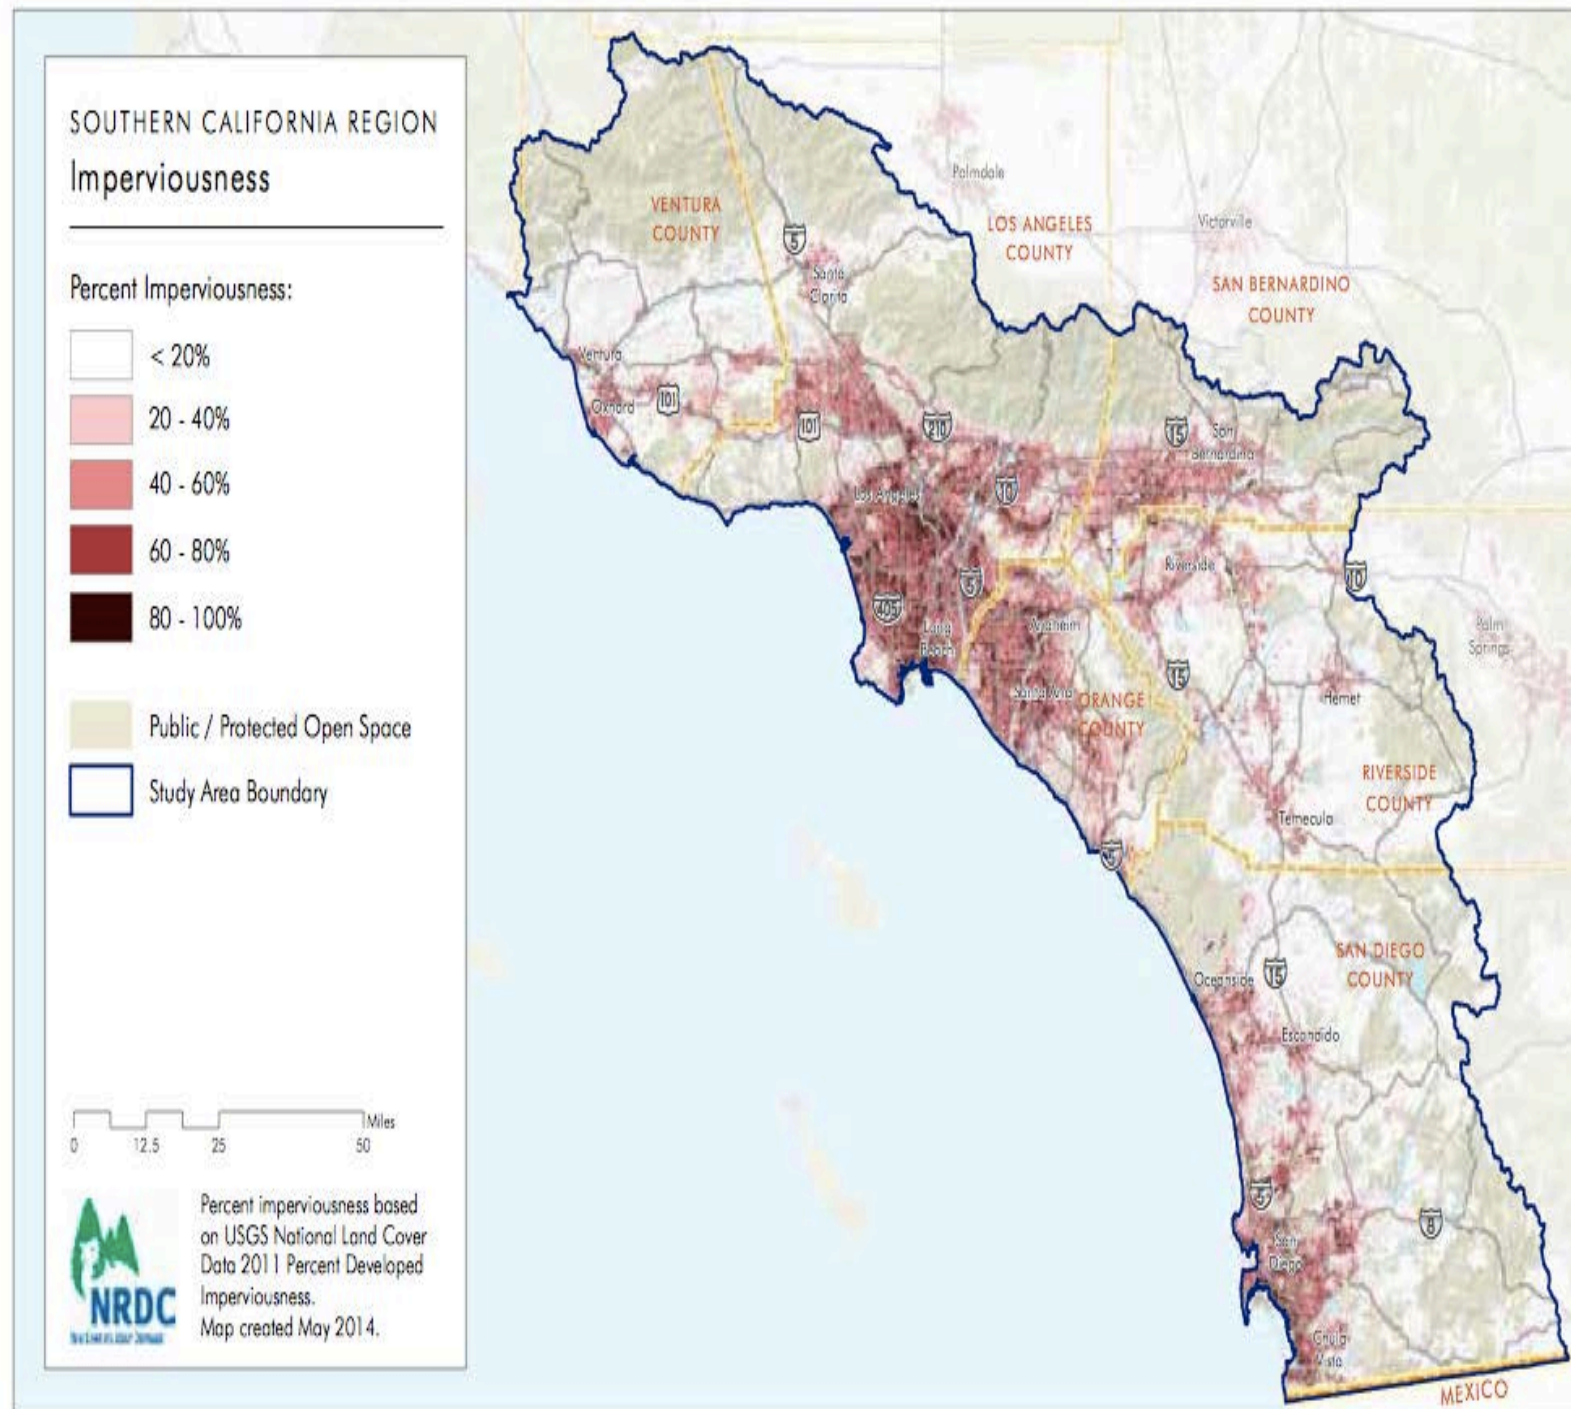 SOUTHERN CALIFORNIA REGION
Imperviousness
Percent Imperviousness:
< 20%
20 - 40%
40 - 60%
60 - 80%
80 - 100%
Public / Protected Open Space
Study Area Boundary
Miles
0 12.5 25 50
NRDC
Percent imperviousness based
on USGS National Land Cover
Data 2011 Percent Developed
Imperviousness.
Map created May 2014.
Palmdale
VENTURA
COUNTY
LOS ANGELES
COUNTY
Victorville
5
Santa
Clarita
SAN BERNARDINO
COUNTY
Ventura
Oxnard
101
101
210
15
San
Bernardino
Los Angeles
10
Riverside
10
5
405
Long
Beach
Anaheim
Palm
Springs
15
Santa Ana
ORANGE
COUNTY
Hemet
RIVERSIDE
COUNTY
Temecula
5
SAN DIEGO
COUNTY
Oceanside
15
Escondido
5
8
San
Diego
Chula
Vista
MEXICO